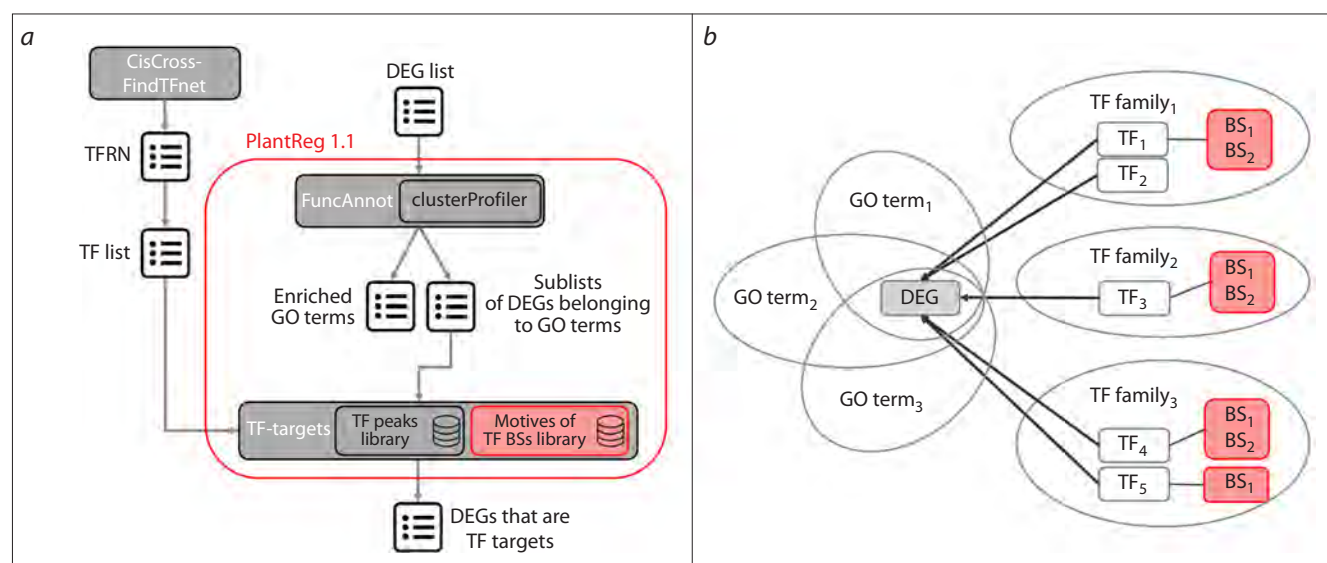 a
CisCross-
FindTFnet
DEG list
TFRN
PlantReg 1.1
FuncAnnot
clusterProfiler
TF list
Enriched
GO terms
Sublists
of DEGs belonging
to GO terms
TF-targets
TF peaks
library
Motives of
TF BSs library
DEGs that are
TF targets
b
TF family₁
TF₁
BS₁
BS₂
TF₂
GO term₁
TF family₂
BS₁
BS₂
GO term₂
DEG
TF₃
GO term₃
TF family₃
BS₁
BS₂
TF₄
TF₅
BS₁